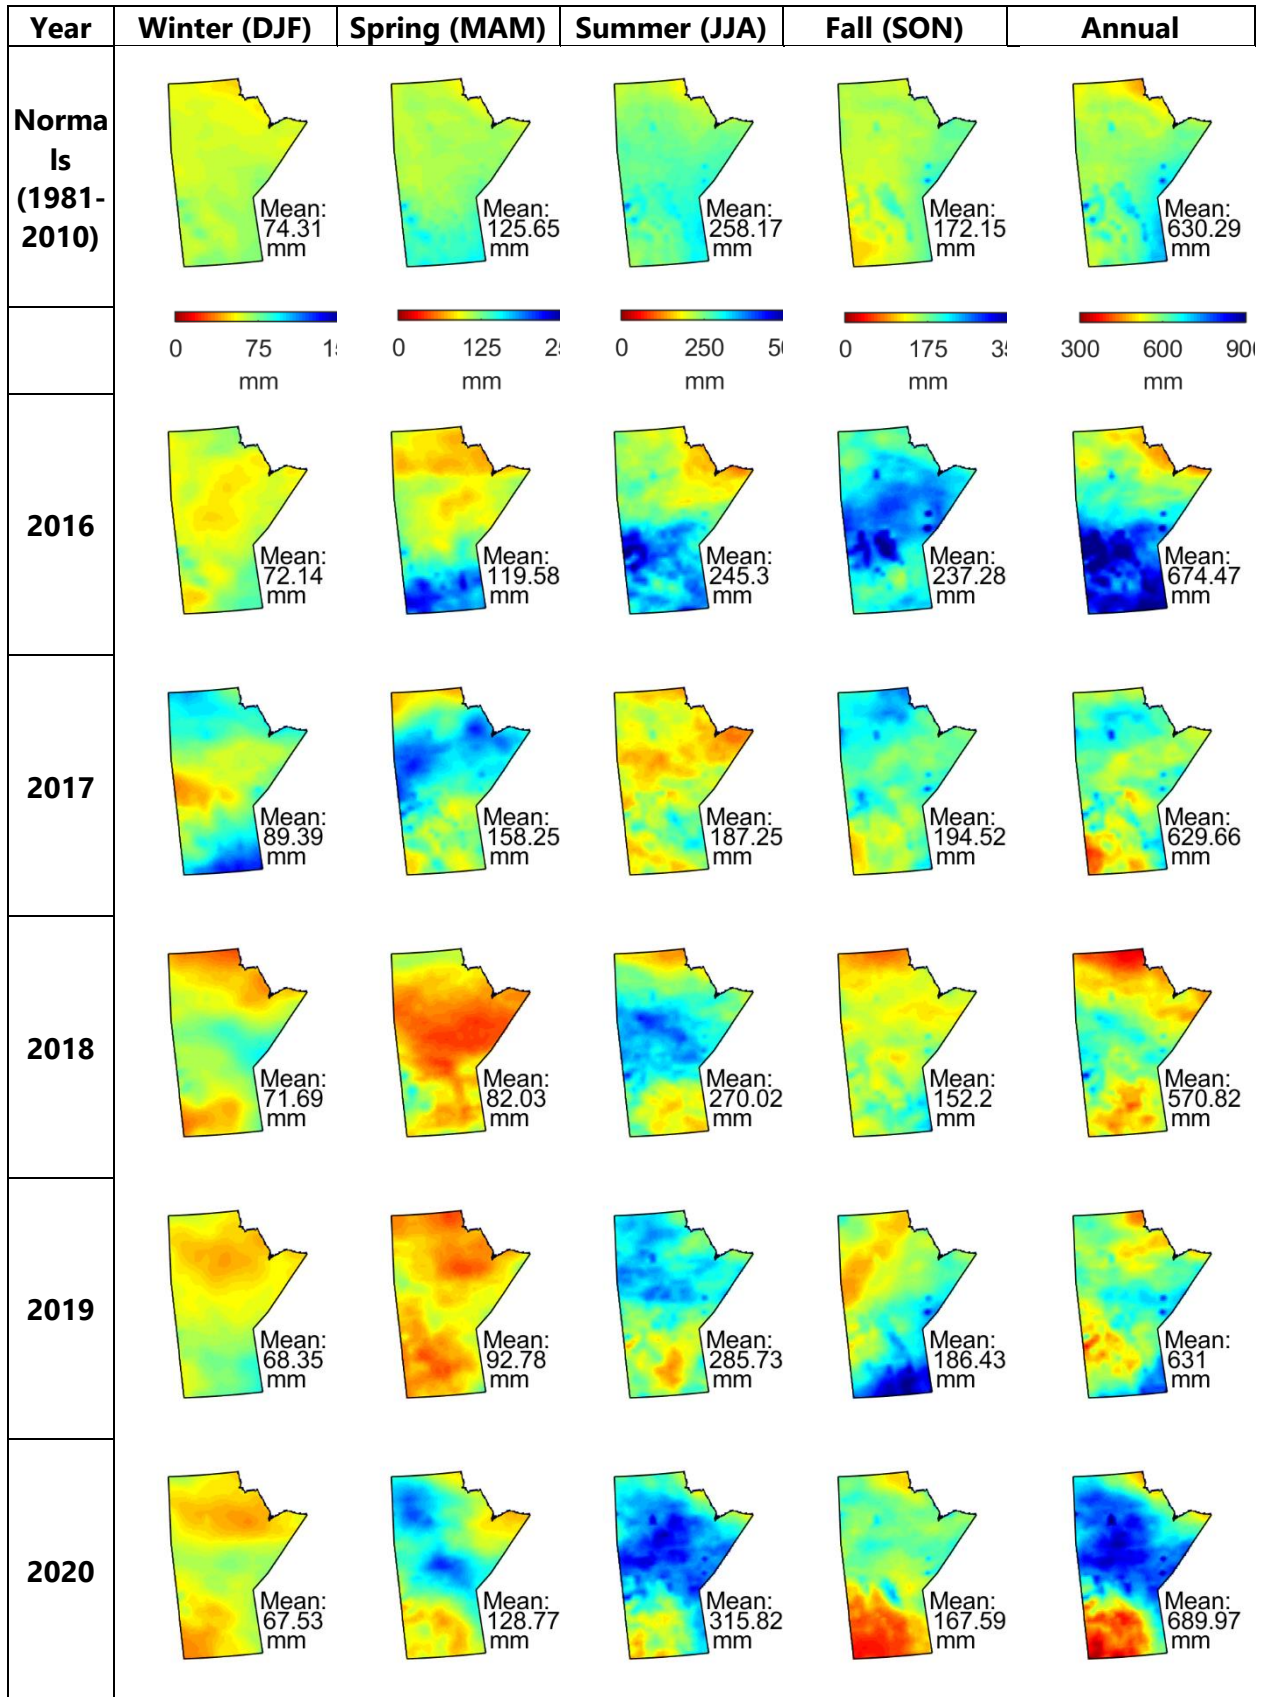 Year Winter (DJF) Spring (MAM) Summer (JJA) Fall (SON) Annual
Norma
ls
(1981-
2010)
Mean: 74.31 mm
Mean: 125.65 mm
Mean: 258.17 mm
Mean: 172.15 mm
Mean: 630.29 mm
0 75 1
mm
0 125 2
mm
0 250 5
mm
0 175 3
mm
300 600 90
mm
2016
Mean: 72.14 mm
Mean: 119.58 mm
Mean: 245.3 mm
Mean: 237.28 mm
Mean: 674.47 mm
2017
Mean: 89.39 mm
Mean: 158.25 mm
Mean: 187.25 mm
Mean: 194.52 mm
Mean: 629.66 mm
2018
Mean: 71.69 mm
Mean: 82.03 mm
Mean: 270.02 mm
Mean: 152.2 mm
Mean: 570.82 mm
2019
Mean: 68.35 mm
Mean: 92.78 mm
Mean: 285.73 mm
Mean: 186.43 mm
Mean: 631 mm
2020
Mean: 67.53 mm
Mean: 128.77 mm
Mean: 315.82 mm
Mean: 167.59 mm
Mean: 689.97 mm